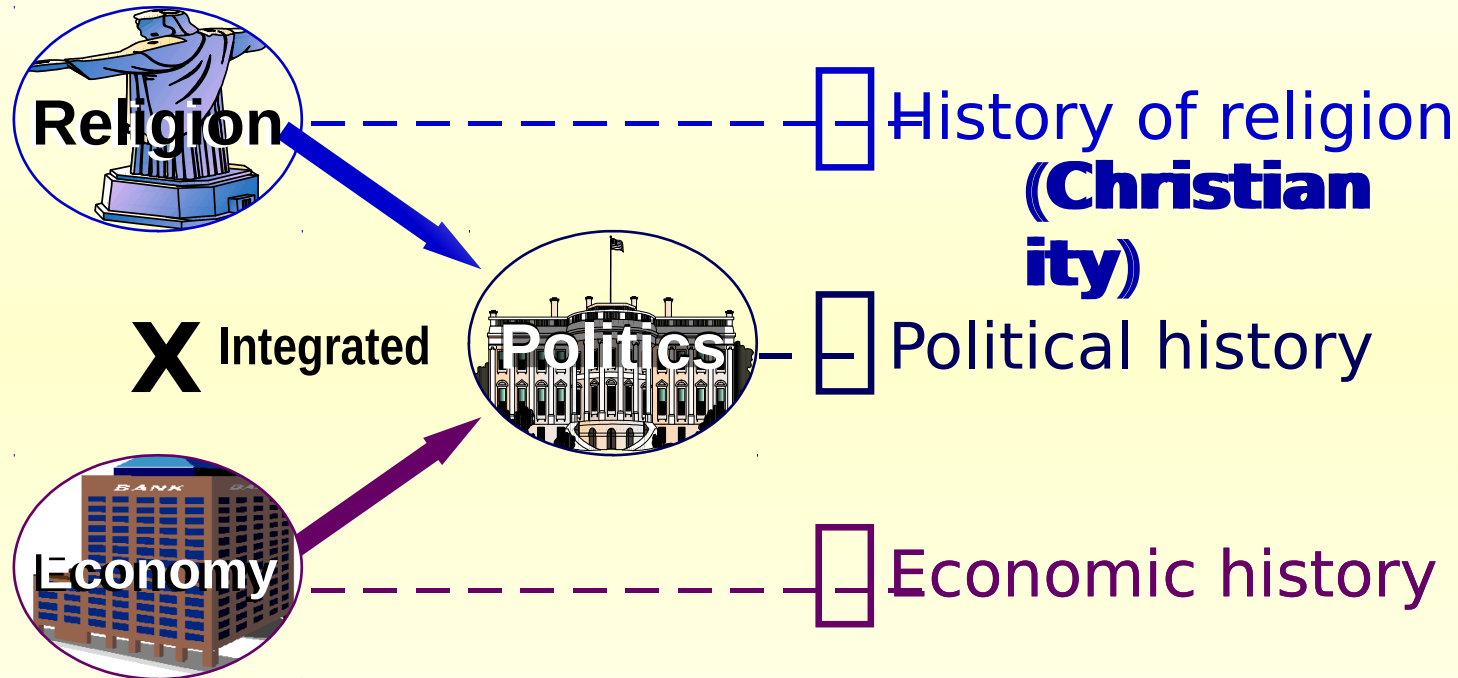 Religion
History of religion
(Christian
ity)
X Integrated
Politics
Political history
BANK
Economy
Economic history